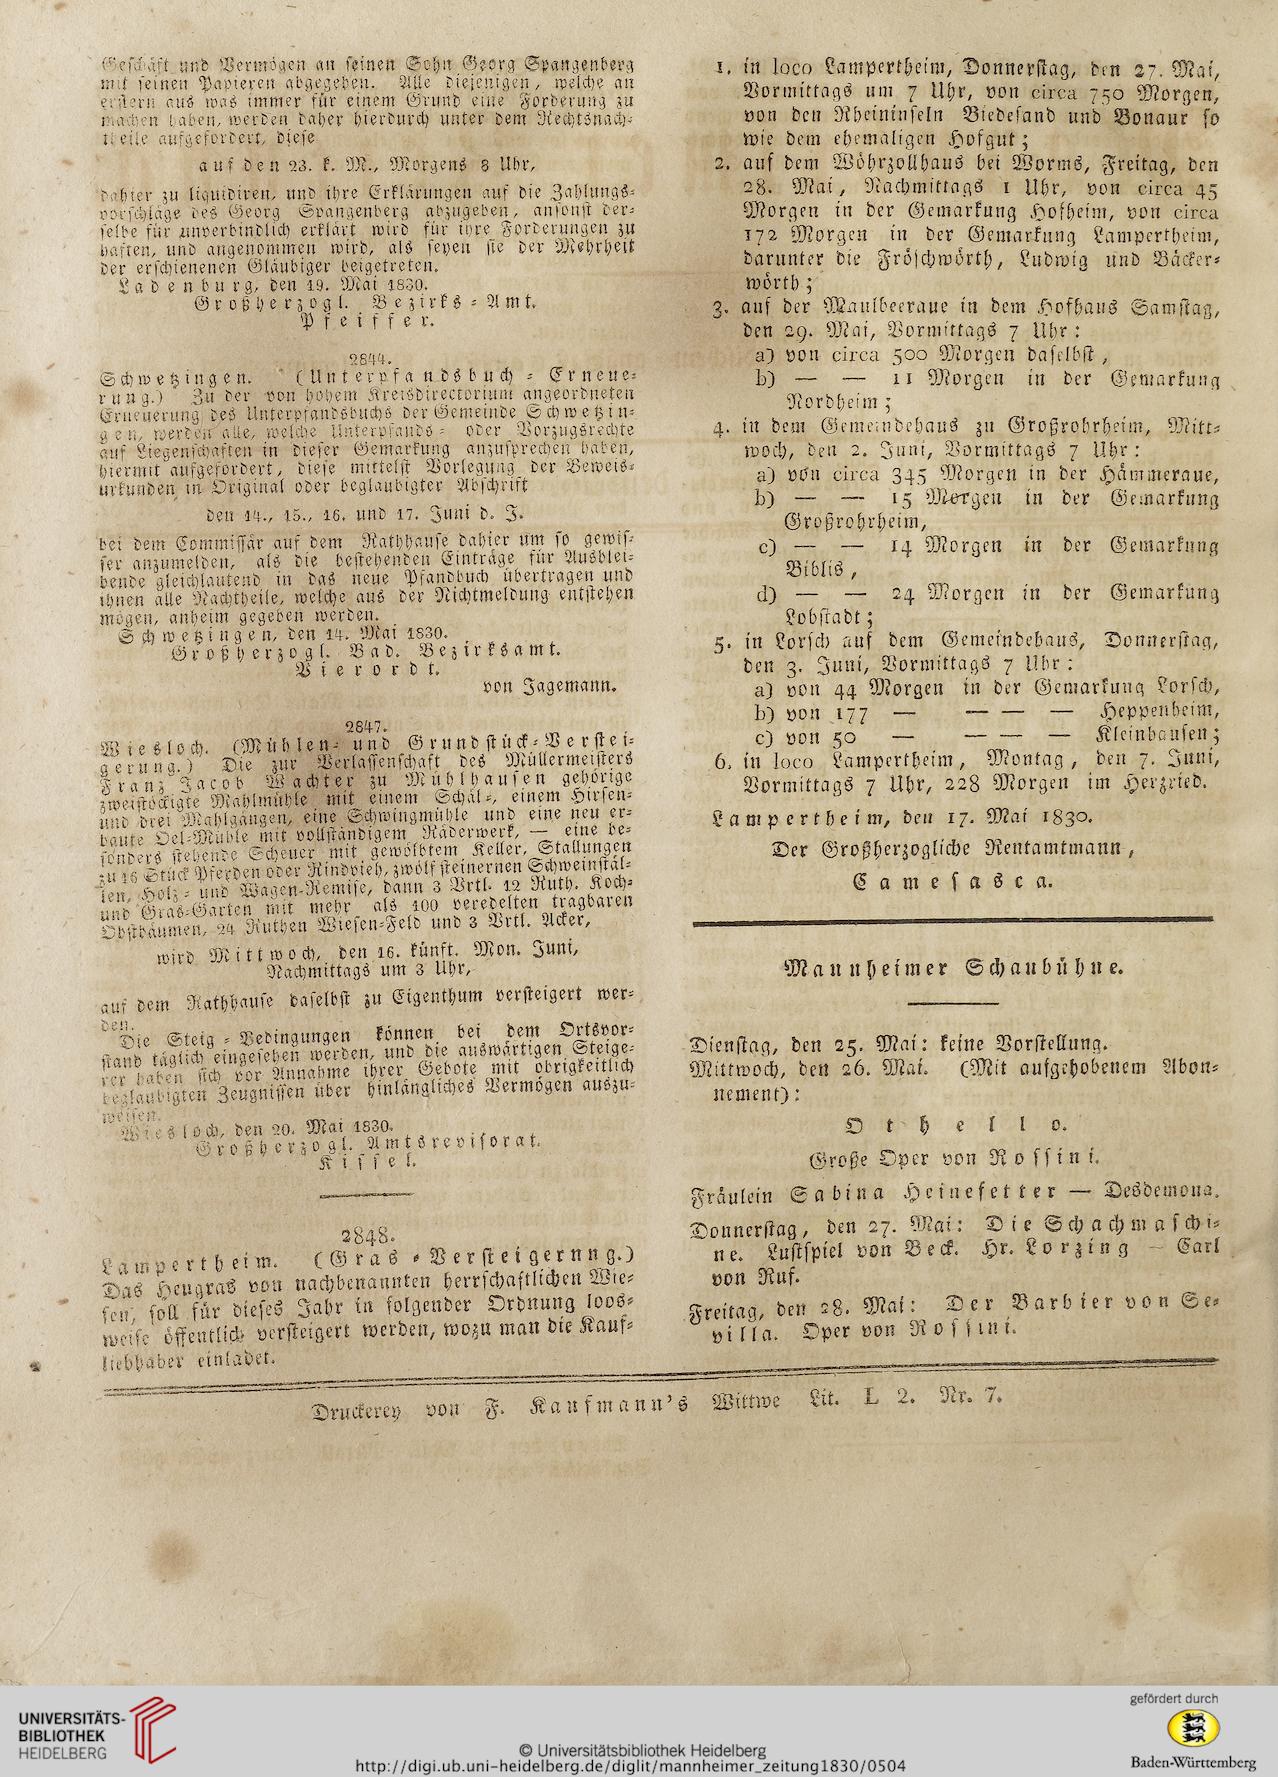 Geschäft und Vermögen an seinen Sohn Georg Spangenberg
mit seinen Papieren abgegeben. Alle diejenigen, welche an
erstern aus was immer für einem Grund eine Forderung zu
machen haben, werden daher hierdurch unter dem Rechtsnach-
theile aufgefordert, diese
auf den 23. k. M., Morgens 8 Uhr,
dahier zu liquidiren, und ihre Erklärungen auf die Zahlungs-
vorschläge des Georg Spangenberg abzugeben, ansonst der-
selbe für unverbindlich erklärt wird für ihre Forderungen zu
haften, und angenommen wird, als seyen sie der Mehrheit
der erschienenen Gläubiger beigetreten.
Ladenburg, den 19. Mai 1830.
Großherzogl. Bezirks-Amt.
Pfeiffer.
2844.
Schwetzingen. (Unterpfandsbuch-Erneue-
rung.) Zu der von hohem Kreisdirectorium angeordneten
Erneuerung des Unterpfandsbuchs der Gemeinde Schwetzin-
gen, werden alle, welche Unterpfands- oder Vorzugsrechte
auf Liegenschaften in dieser Gemarkung anzusprechen haben,
hiermit aufgefordert, diese mittelst Vorlegung der Beweis-
urkunden in Original oder beglaubigter Abschrift
den 14., 15., 16. und 17. Juni d. J.
bei dem Commissär auf dem Rathhause dahier um so gewis-
ser anzumelden, als die bestehenden Einträge für Ausblei-
bende gleichlautend in das neue Pfandbuch übertragen und
ihnen alle Nachtheile, welche aus der Nichtmeldung entstehen
mögen, anheim gegeben werden.
Schwetzingen, den 14. Mai 1830.
Großherzogl. Bad. Bezirksamt.
Vierordt.
von Jagemann.
2847.
Wiesloch. (Mühlen- und Grundstück-Verstei-
gerung.) Die zur Verlassenschaft des Müllermeisters
Franz Jacob Wachter zu Mühlhausen gehörige
zweistöckigte Mahlmühle mit einem Schäl-, einem Hirsen-
und drei Mahlgängen, eine Schwingmühle und eine neu er-
baute Oel-Mühle mit vollständigem Räderwerk, — eine be-
sonders stehende Scheuer mit gewölbtem Keller, Stallungen
zu 16 Stück Pferden oder Rindvieh, zwölf steinernen Schweinstäl-
len, Holz- und Wagen-Remise, dann 3 Vrtl. 12 Ruth. Koch-
und Gras-Garten mit mehr als 100 veredelten tragbaren
Obstbäumen, 24 Ruthen Wiesen-Feld und 3 Vrtl. Acker,
wird Mittwoch, den 16. künft. Mon. Juni,
Nachmittags um 3 Uhr,
auf dem Rathhause daselbst zu Eigenthum versteigert wer-
den.
Die Steig-Bedingungen können bei dem Ortsvor-
stand täglich eingesehen werden, und die auswärtigen Steige-
rer haben sich vor Annahme ihrer Gebote mit obrigkeitlich
beglaubigten Zeugnissen über hinlängliches Vermögen auszu-
weisen.
Wiesloch, den 20. Mai 1830.
Großherzogl. Amtsrevisorat.
Kissel.
2848.
Lampertheim. (Gras-Versteigernng.)
Das Heugras von nachbenannten herrschaftlichen Wie-
sen, soll für dieses Jahr in folgender Ordnung loos-
weise öffentlich versteigert werden, wozu man die Kauf-
liebhaber einladet.
1. in loco Lampertheim, Donnerstag, den 27. Mai,
Vormittags um 7 Uhr, von circa 750 Morgen,
von den Rheininseln Biedesand und Bonaur so
wie dem ehemaligen Hofgut;
2. auf dem Wöhrzollhaus bei Worms, Freitag, den
28. Mai, Nachmittags 1 Uhr, von circa 45
Morgen in der Gemarkung Hofheim, von circa
172 Morgen in der Gemarkung Lampertheim,
darunter die Fröschwörth, Ludwig und Bäcker-
wörth;
3. auf der Maulbeeraue in dem Hofhaus Samstag,
den 29. Mai, Vormittags 7 Uhr:
a) von circa 500 Morgen daselbst,
b) — — 11 Morgen in der Gemarkung
Nordheim;
4. in dem Gemeindehaus zu Großrohrheim, Mitt-
woch, den 2. Juni, Vormittags 7 Uhr:
a) von circa 345 Morgen in der Hämmeraue,
b) — — 15 Morgen in der Gemarkung
Großrohrheim,
c) — — 14 Morgen in der Gemarkung
Biblis,
d) — — 24 Morgen in der Gemarkung
Lobstadt;
5. in Lorsch auf dem Gemeindehaus, Donnerstag,
den 3. Juni, Vormittags 7 Uhr:
a) von 44 Morgen in der Gemarkung Lorsch,
b) von 177 — — — — Heppenheim,
c) von 50 — — — — Kleinhausen;
6. in loco Lampertheim, Montag, den 7. Juni,
Vormittags 7 Uhr, 228 Morgen im Herzried.
Lampertheim, den 17. Mai 1830.
Der Großherzogliche Rentamtmann,
Camesasca.
Mannheimer Schaubühne.
Dienstag, den 25. Mai: keine Vorstellung.
Mittwoch, den 26. Mai. (Mit aufgehobenem Abon-
nement):
Othello.
Große Oper von Rossini.
Fräulein Sabina Heinefetter — Desdemona.
Donnerstag, den 27. Mai: Die Schachmaschi-
ne. Lustspiel von Beck. Hr. Lorzing — Carl
von Ruf.
Freitag, den 28. Mai: Der Barbier von Se-
villa. Oper von Rossini.
Druckerey von F. Kaufmann's Wittwe Lit. L 2. Nr. 7.
UNIVERSITÄTS-
BIBLIOTHEK
HEIDELBERG
© Universitätsbibliothek Heidelberg
http://digi.ub.uni-heidelberg.de/diglit/mannheimer_zeitung1830/0504
gefördert durch
Baden-Württemberg